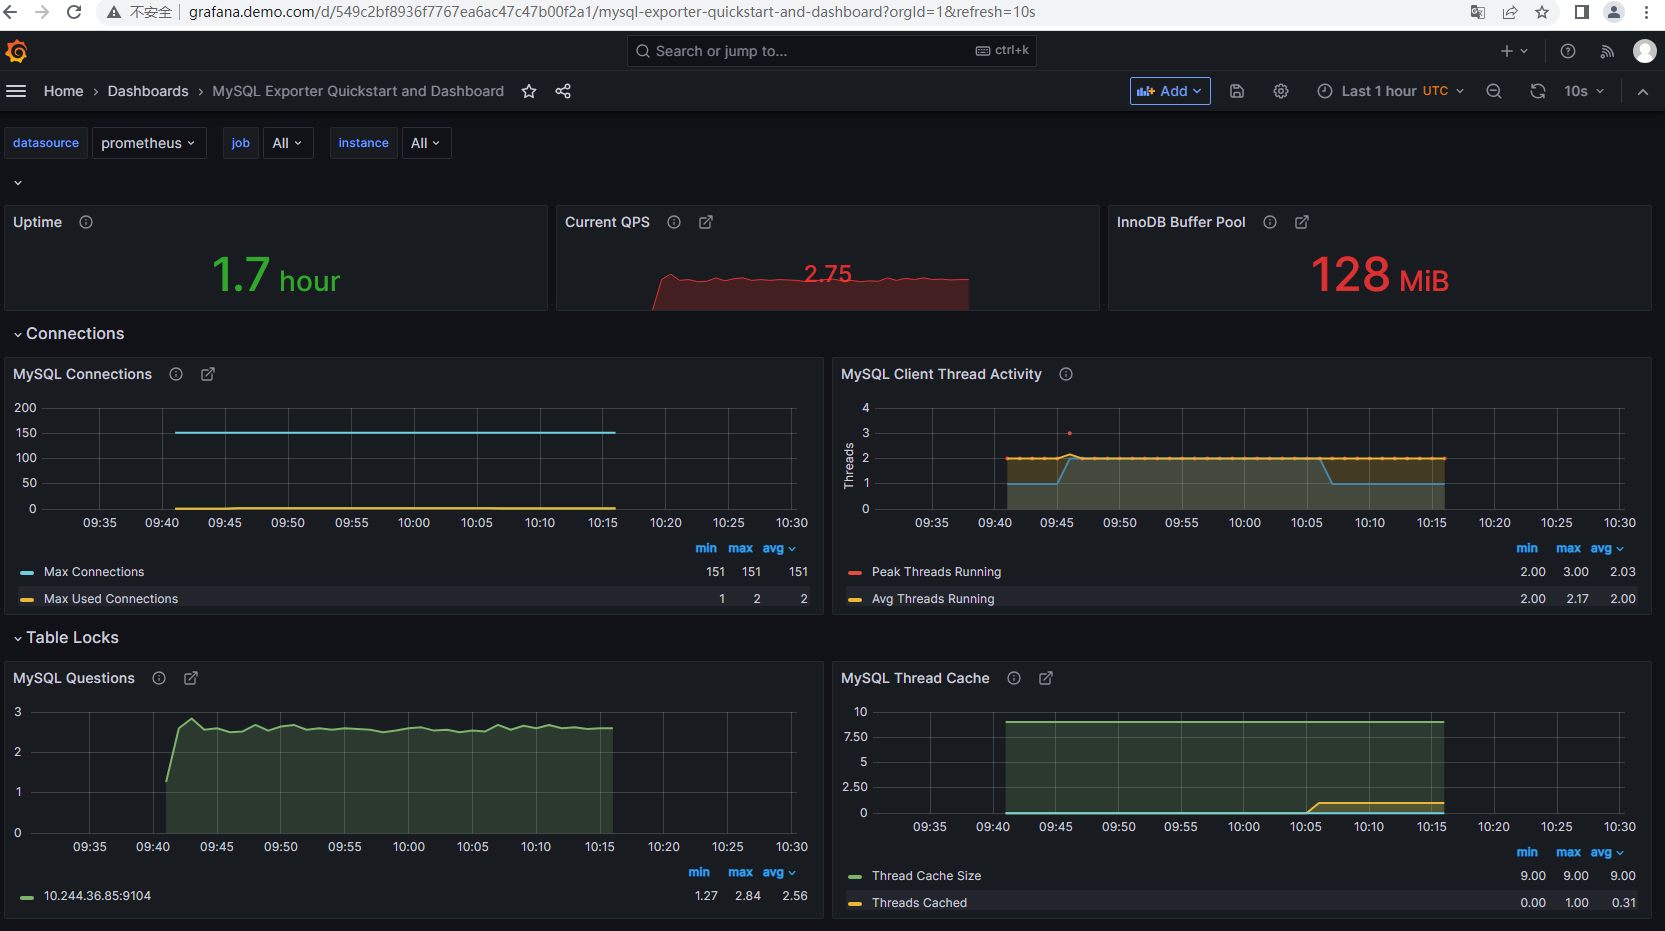 不安全 grafana.demo.com/d/549c2bf8936f7767ea6ac47c47b00f2a1/mysql-exporter-quickstart-and-dashboard?orgId=1&refresh=10s
Search or jump to... ctrl+k
Home Dashboards MySQL Exporter Quickstart and Dashboard Add Last 1 hour UTC 10s
datasource prometheus job All instance All
Uptime
1.7 hour
Current QPS
2.75
InnoDB Buffer Pool
128 MiB
Connections
MySQL Connections
200
150
100
50
0
09:35 09:40 09:45 09:50 09:55 10:00 10:05 10:10 10:15 10:20 10:25 10:30
min max avg
Max Connections 151 151 151
Max Used Connections 1 2 2
MySQL Client Thread Activity
Threads
4
3
2
1
0
09:35 09:40 09:45 09:50 09:55 10:00 10:05 10:10 10:15 10:20 10:25 10:30
min max avg
Peak Threads Running 2.00 3.00 2.03
Avg Threads Running 2.00 2.17 2.00
Table Locks
MySQL Questions
3
2
1
0
09:35 09:40 09:45 09:50 09:55 10:00 10:05 10:10 10:15 10:20 10:25 10:30
min max avg
10.244.36.85:9104 1.27 2.84 2.56
MySQL Thread Cache
10
7.50
5
2.50
0
09:35 09:40 09:45 09:50 09:55 10:00 10:05 10:10 10:15 10:20 10:25 10:30
min max avg
Thread Cache Size 9.00 9.00 9.00
Threads Cached 0.00 1.00 0.31